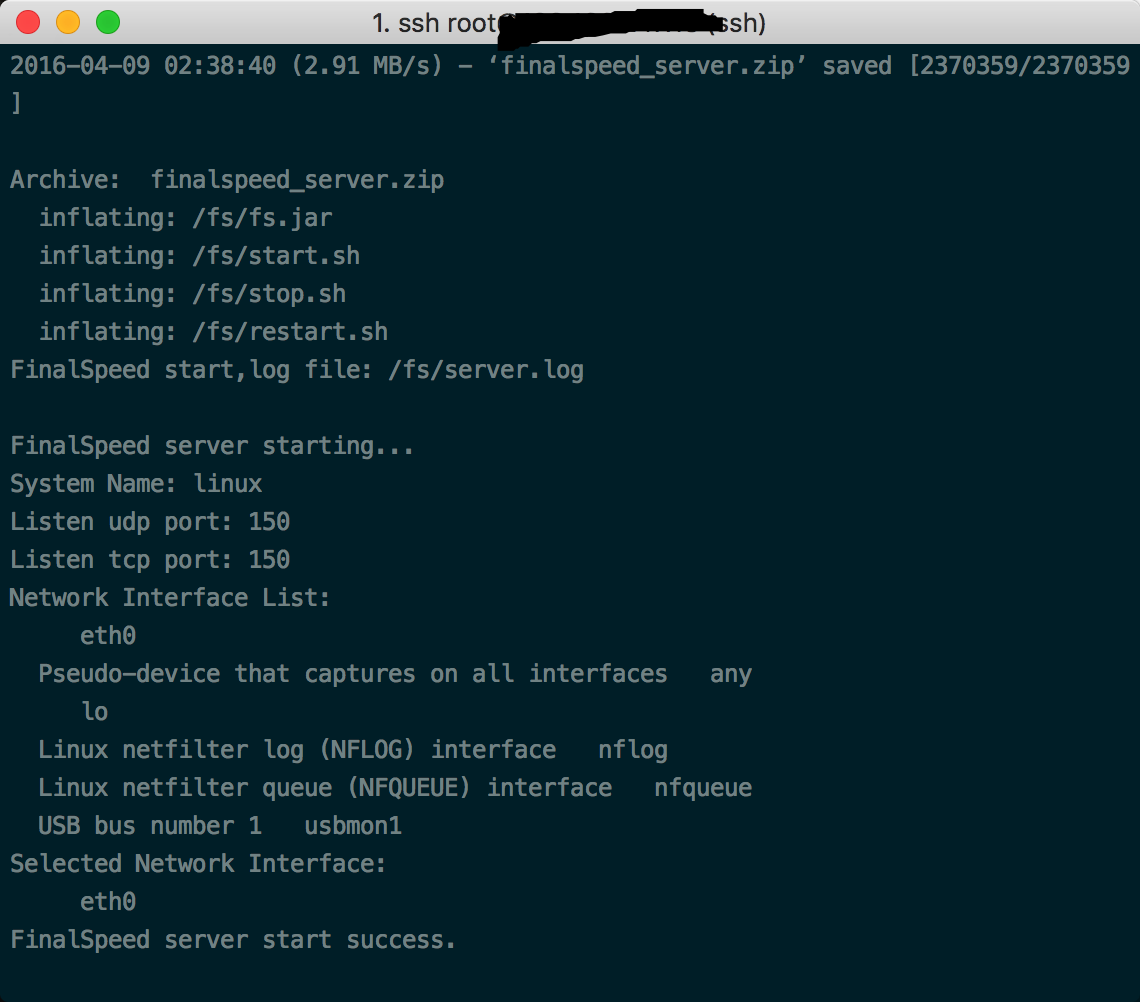 1. ssh root (ssh)
2016-04-09 02:38:40 (2.91 MB/s) - ‘finalspeed_server.zip’ saved [2370359/2370359
]
Archive:  finalspeed_server.zip
  inflating: /fs/fs.jar
  inflating: /fs/start.sh
  inflating: /fs/stop.sh
  inflating: /fs/restart.sh
FinalSpeed start,log file: /fs/server.log
FinalSpeed server starting...
System Name: linux
Listen udp port: 150
Listen tcp port: 150
Network Interface List:
     eth0
  Pseudo-device that captures on all interfaces   any
     lo
  Linux netfilter log (NFLOG) interface   nflog
  Linux netfilter queue (NFQUEUE) interface   nfqueue
  USB bus number 1   usbmon1
Selected Network Interface:
     eth0
FinalSpeed server start success.